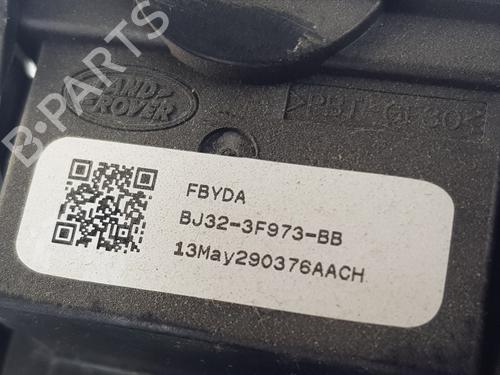 B-PARTS
LAND
ROVER
>PBT-GF30<
FBYDA
BJ32-3F973-BB
13May290376AACH